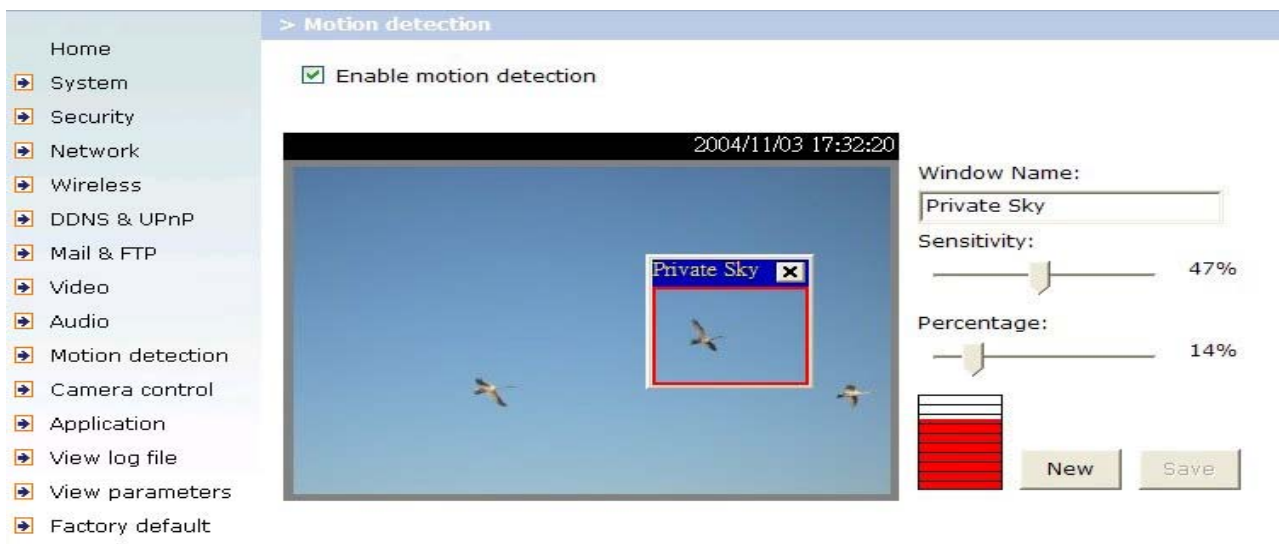 > Motion detection
Home
System
Security
Network
Wireless
DDNS & UPnP
Mail & FTP
Video
Audio
Motion detection
Camera control
Application
View log file
View parameters
Factory default
Enable motion detection
2004/11/03 17:32:20
Private Sky
Window Name:
Private Sky
Sensitivity:
47%
Percentage:
14%
New
Save